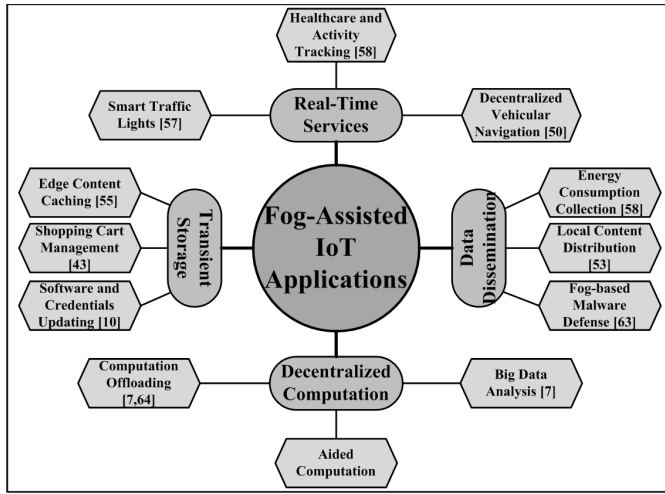 Healthcare and
Activity
Tracking [58]
Smart Traffic
Lights [57]
Real-Time
Services
Decentralized
Vehicular
Navigation [50]
Edge Content
Caching [55]
Shopping Cart
Management
[43]
Software and
Credentials
Updating [10]
Transient
Storage
Fog-Assisted
IoT
Applications
Data
Dissemination
Energy
Consumption
Collection [58]
Local Content
Distribution
[53]
Fog-based
Malware
Defense [63]
Computation
Offloading
[7,64]
Decentralized
Computation
Big Data
Analysis [7]
Aided
Computation